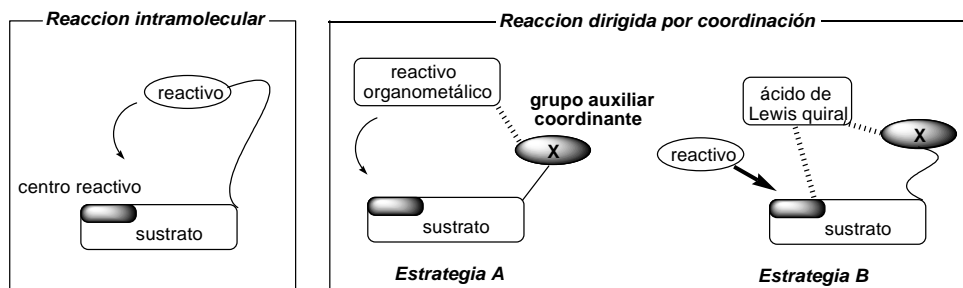 Reaccion intramolecular
reactivo
centro reactivo
sustrato
Reaccion dirigida por coordinación
reactivo
organometálico
grupo auxiliar
coordinante
X
sustrato
Estrategia A
ácido de
Lewis quiral
X
reactivo
sustrato
Estrategia B